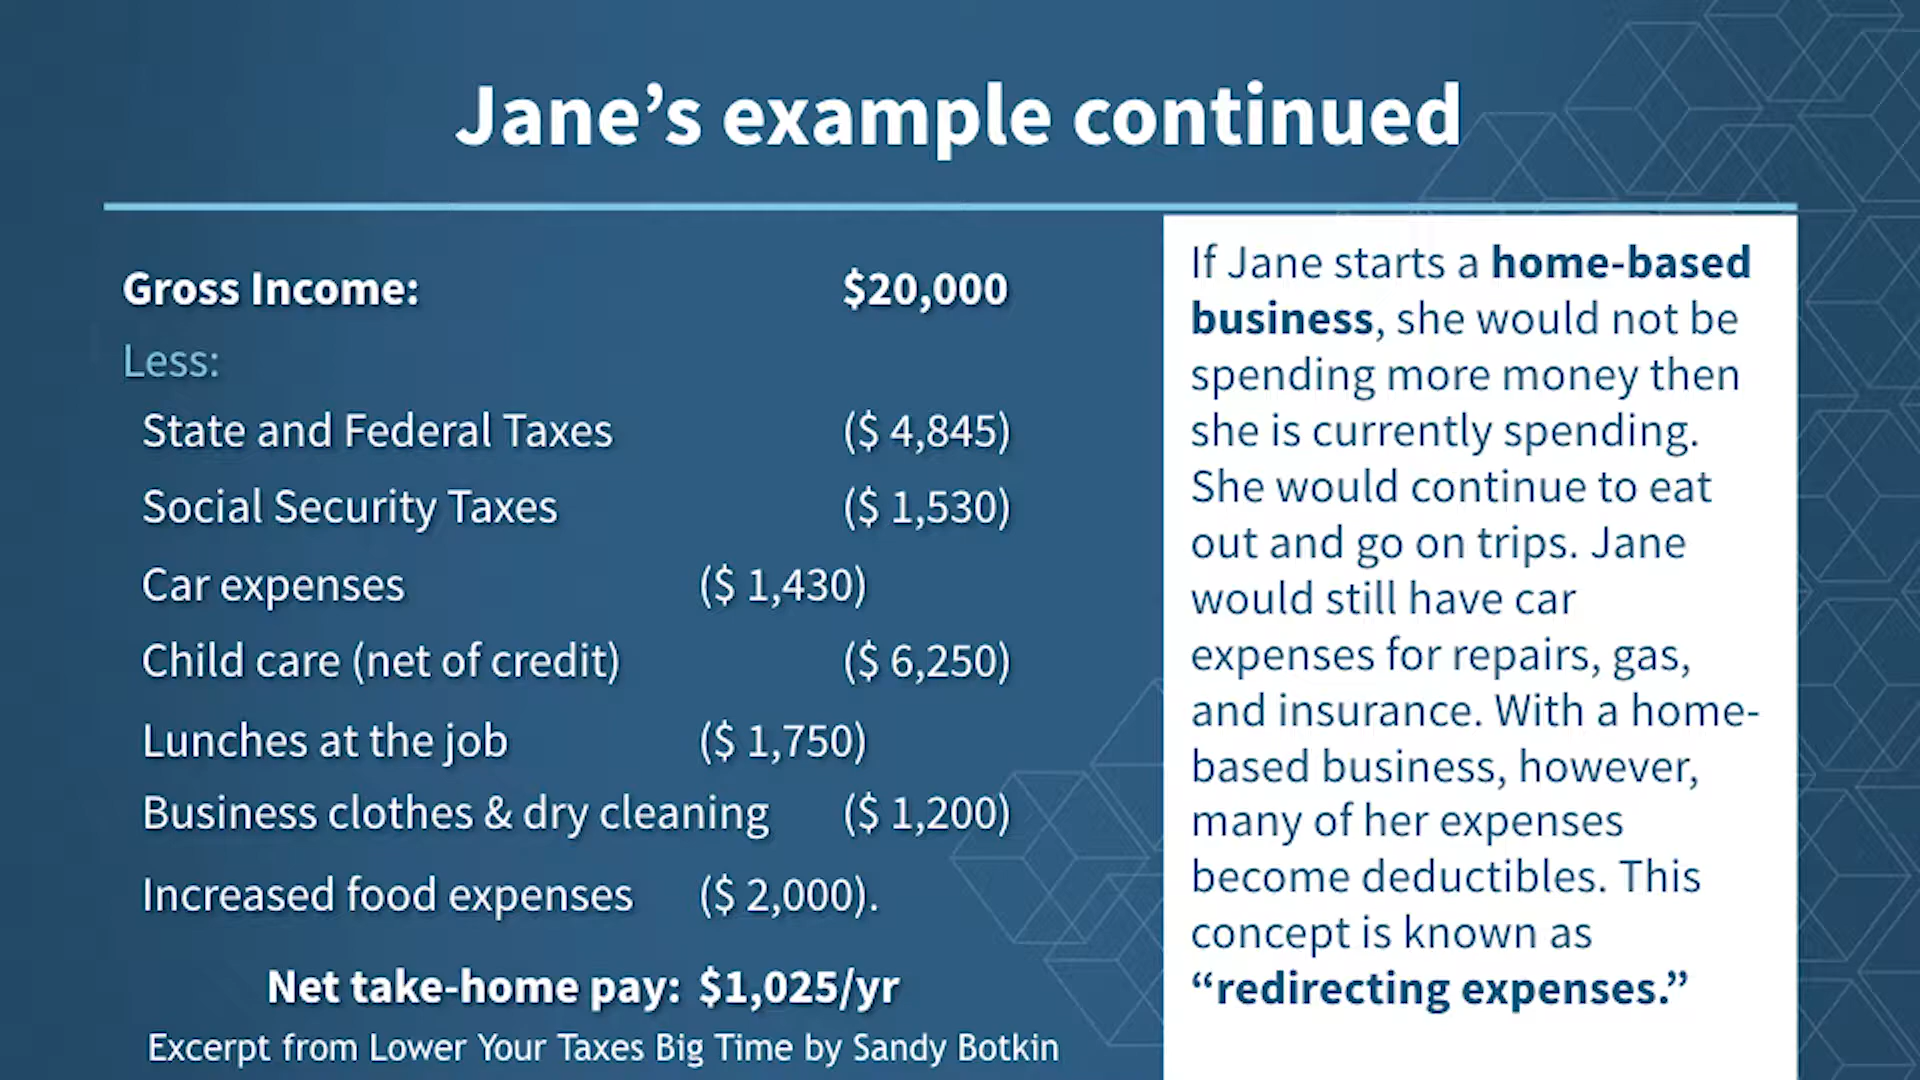 Jane’s example continued
Gross Income: $20,000
Less:
State and Federal Taxes ($ 4,845)
Social Security Taxes ($ 1,530)
Car expenses ($ 1,430)
Child care (net of credit) ($ 6,250)
Lunches at the job ($ 1,750)
Business clothes & dry cleaning ($ 1,200)
Increased food expenses ($ 2,000).
Net take-home pay: $1,025/yr
Excerpt from Lower Your Taxes Big Time by Sandy Botkin
If Jane starts a home-based
business, she would not be
spending more money then
she is currently spending.
She would continue to eat
out and go on trips. Jane
would still have car
expenses for repairs, gas,
and insurance. With a home-
based business, however,
many of her expenses
become deductibles. This
concept is known as
“redirecting expenses.”